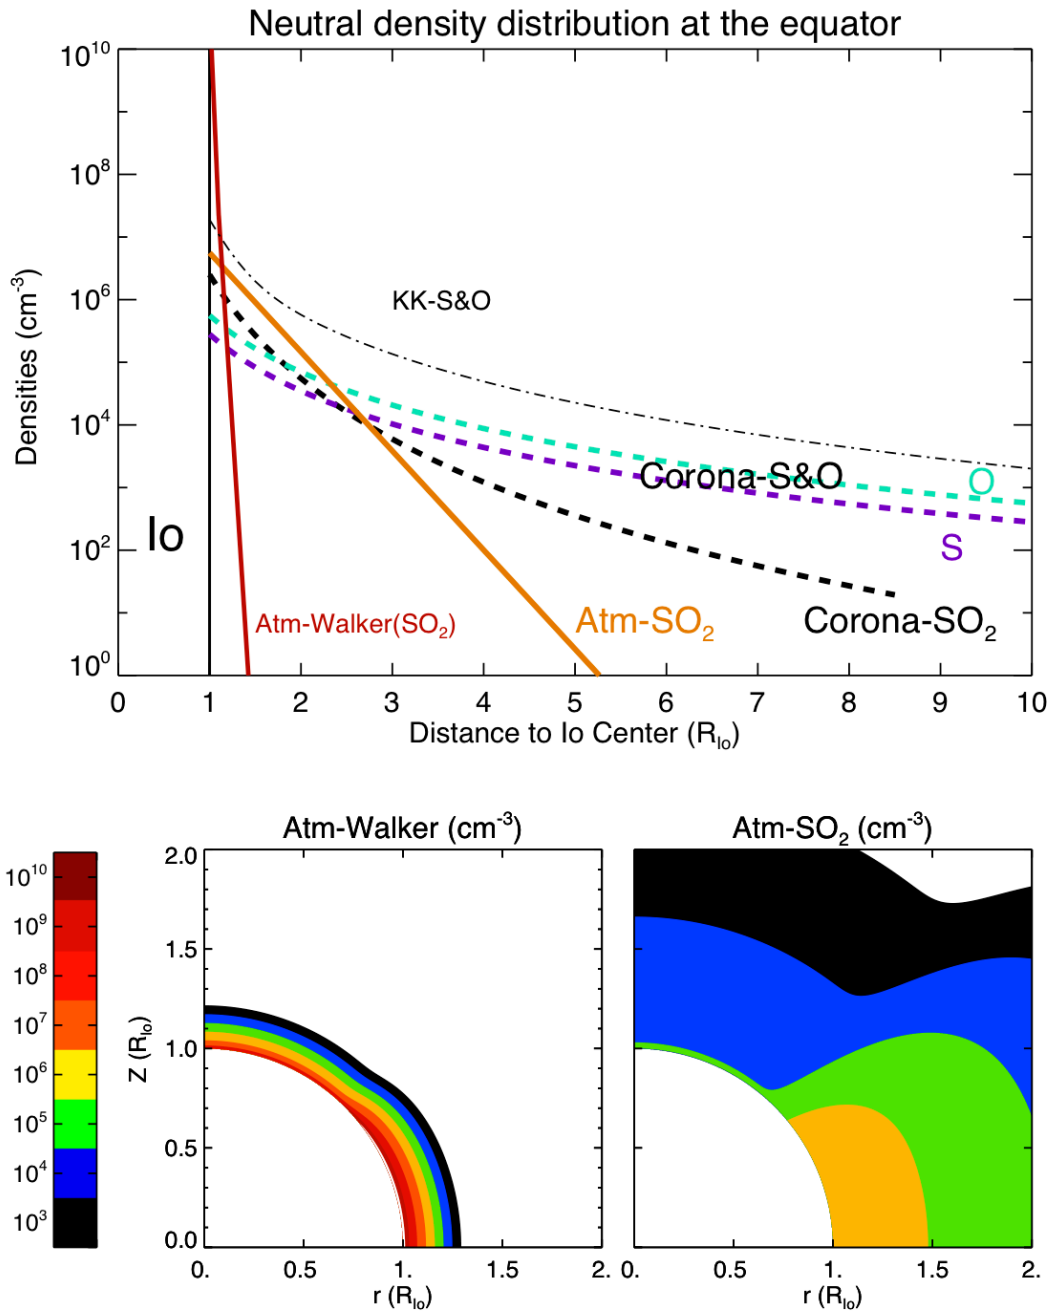 Neutral density distribution at the equator
10^10
10^8
10^6
10^4
10^2
10^0
Densities (cm^-3)
KK-S&O
Corona-S&O
O
S
Io
Atm-Walker(SO₂)
Atm-SO₂
Corona-SO₂
0 1 2 3 4 5 6 7 8 9 10
Distance to Io Center (R_Io)
Atm-Walker (cm^-3)
Atm-SO₂ (cm^-3)
10^10
10^9
10^8
10^7
10^6
10^5
10^4
10^3
2.0
1.5
1.0
0.5
0.0
Z (R_Io)
0. 0.5 1. 1.5 2.
r (R_Io)
0. 0.5 1. 1.5 2.
r (R_Io)